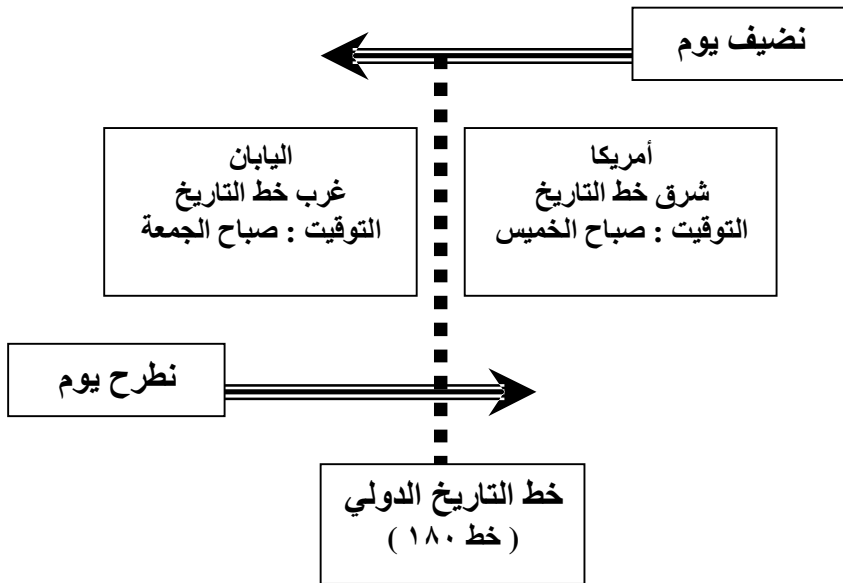 نضيف يوم
أمريكا
شرق خط التاريخ
التوقيت : صباح الخميس
اليابان
غرب خط التاريخ
التوقيت : صباح الجمعة
نطرح يوم
خط التاريخ الدولي
( خط ١٨٠ )